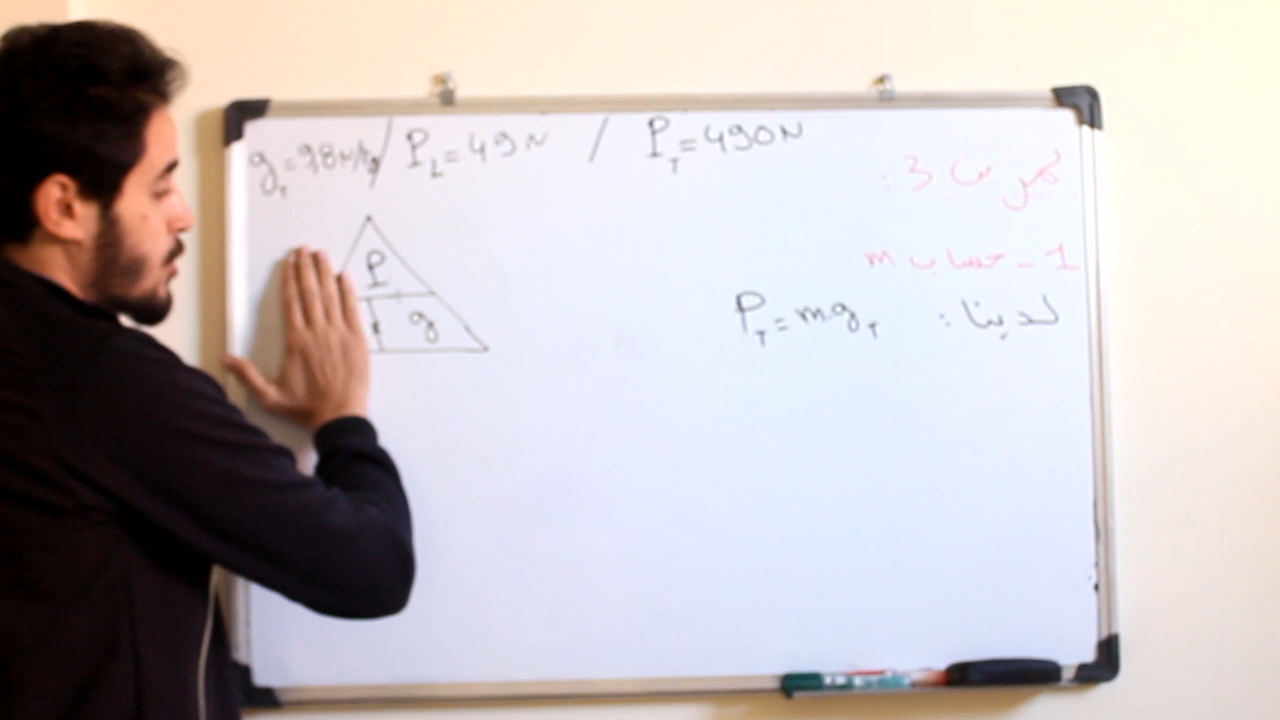 g_T = 9,8 N/kg / P_L = 49 N / P_T = 490 N
تمرين 3 :
1 - حساب m :
لدينا : P_T = m.g_T
P
g